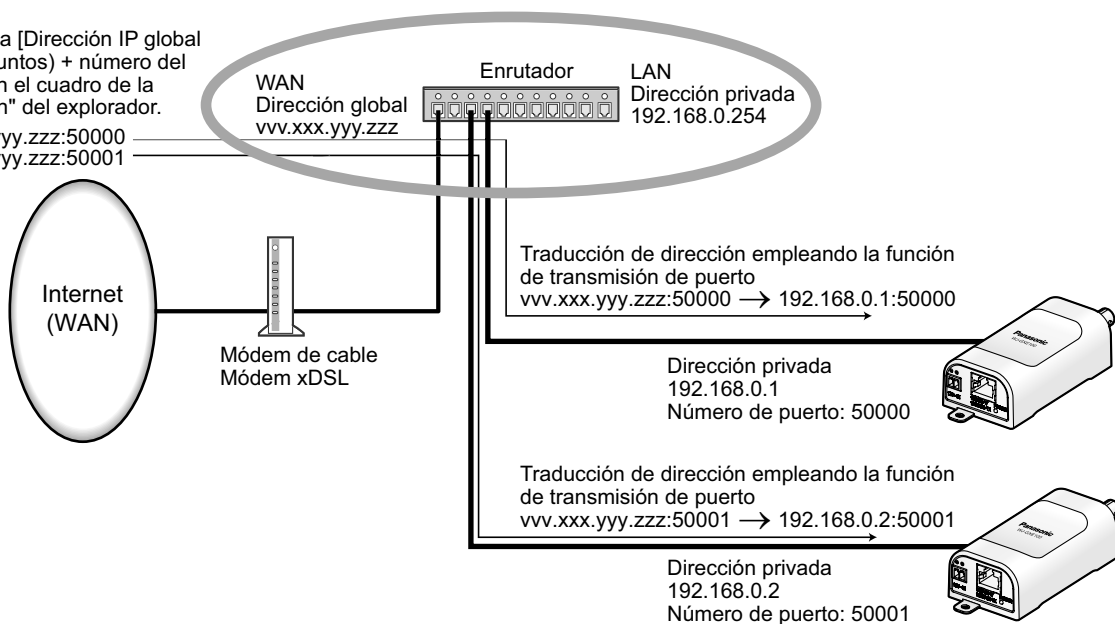 a [Dirección IP global
untos) + número del
n el cuadro de la
n" del explorador.
yy.zzz:50000
yy.zzz:50001
WAN
Dirección global
vvv.xxx.yyy.zzz
Enrutador
LAN
Dirección privada
192.168.0.254
Internet
(WAN)
Módem de cable
Módem xDSL
Traducción de dirección empleando la función
de transmisión de puerto
vvv.xxx.yyy.zzz:50000 → 192.168.0.1:50000
Panasonic
Dirección privada
192.168.0.1
Número de puerto: 50000
Traducción de dirección empleando la función
de transmisión de puerto
vvv.xxx.yyy.zzz:50001 → 192.168.0.2:50001
Panasonic
Dirección privada
192.168.0.2
Número de puerto: 50001